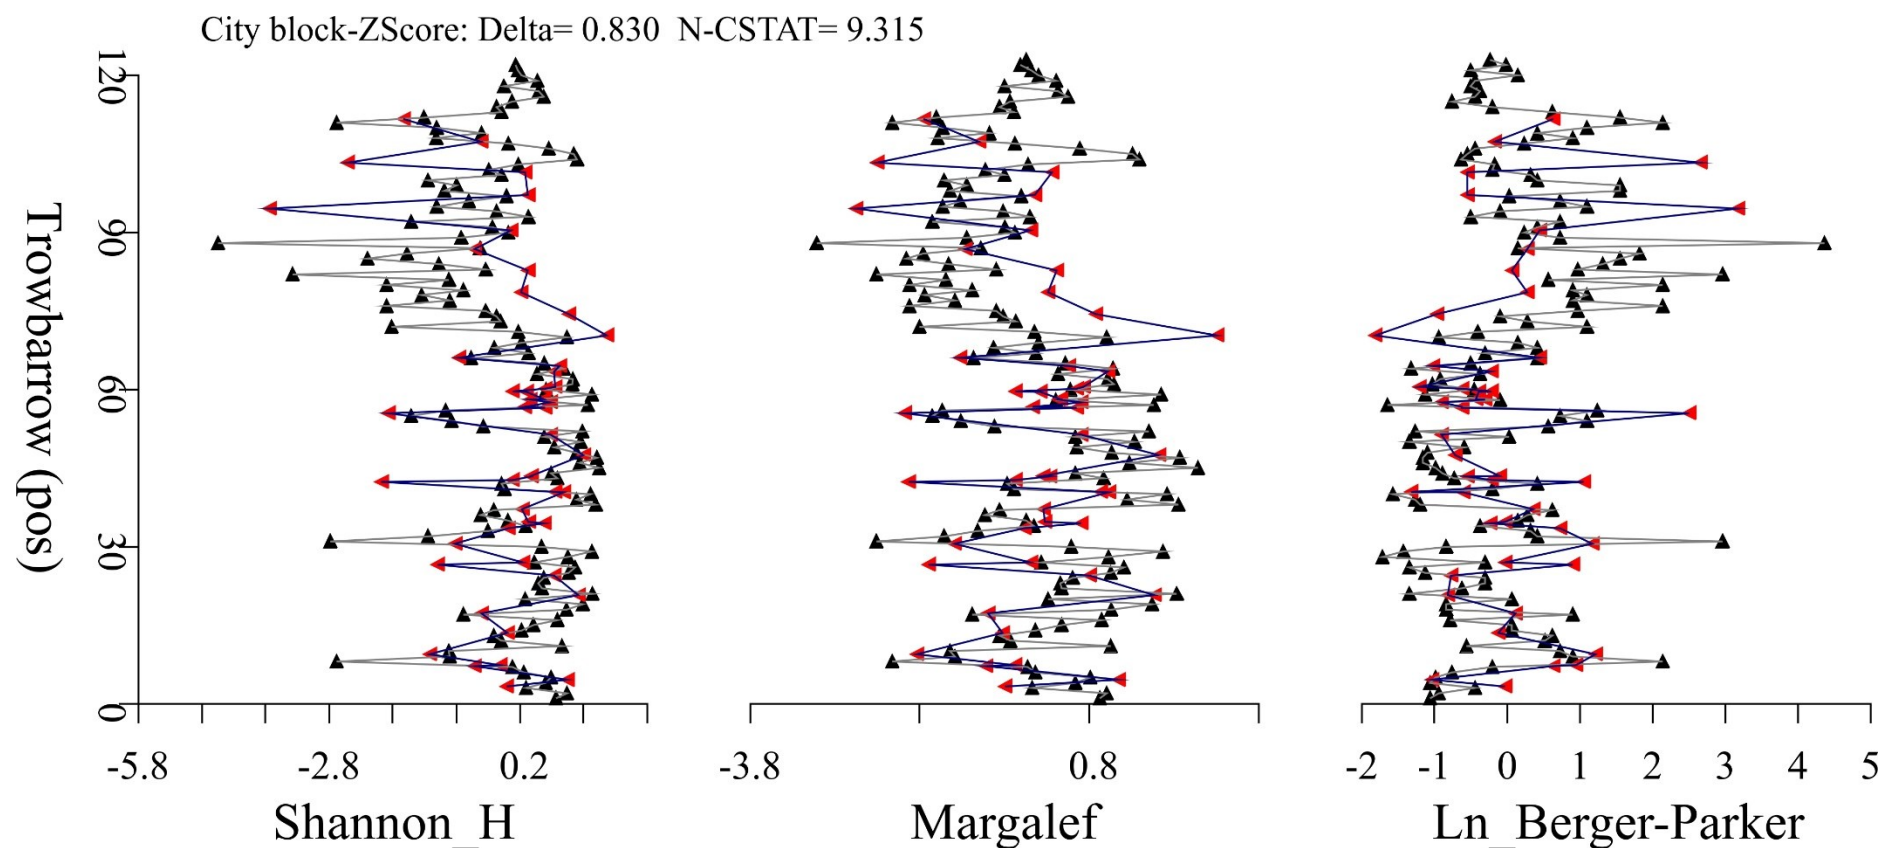 City block-ZScore: Delta= 0.830 N-CSTAT= 9.315
Trowbarrow (pos)
120
90
60
30
0
-5.8 -2.8 0.2
Shannon_H
-3.8 0.8
Margalef
-2 -1 0 1 2 3 4 5
Ln_Berger-Parker